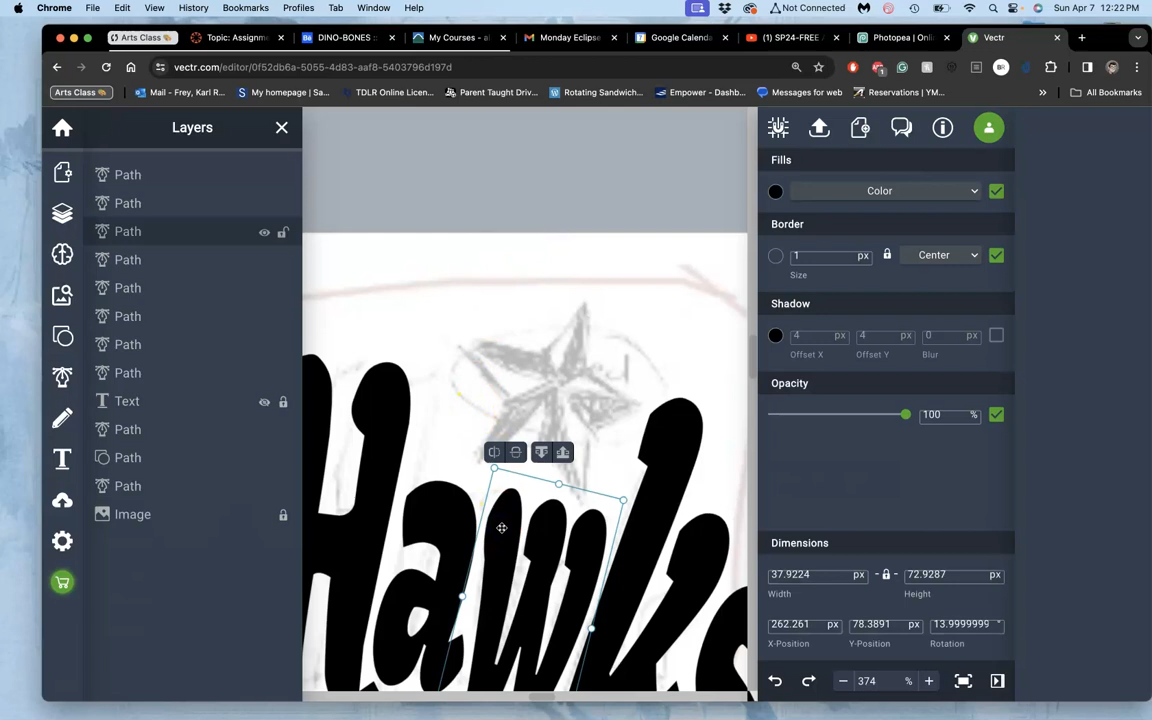 Chrome File Edit View History Bookmarks Profiles Tab Window Help Not Connected Sun Apr 7 12:22 PM
Arts Class Topic: Assignme DINO-BONES :: My Courses - al Monday Eclipse Google Calenda (1) SP24-FREE Photopea | Onli Vectr
vectr.com/editor/0f52db6a-5055-4d83-aaf8-5403796d197d
Arts Class Mail - Frey, Karl R... My homepage | Sa... TDLR Online Licen... Parent Taught Driv... Rotating Sandwich... Empower - Dashb... Messages for web Reservations | YM... » All Bookmarks
Layers
Path
Path
Path
Path
Path
Path
Path
Path
Text
Path
Path
Path
Image
Hawks
Fills
Color
Border
1 px Center
Size
Shadow
4 px 4 px 0 px
Offset X Offset Y Blur
Opacity
100 %
Dimensions
37.9224 px 72.9287 px
Width Height
262.261 px 78.3891 px 13.9999999 °
X-Position Y-Position Rotation
374 %